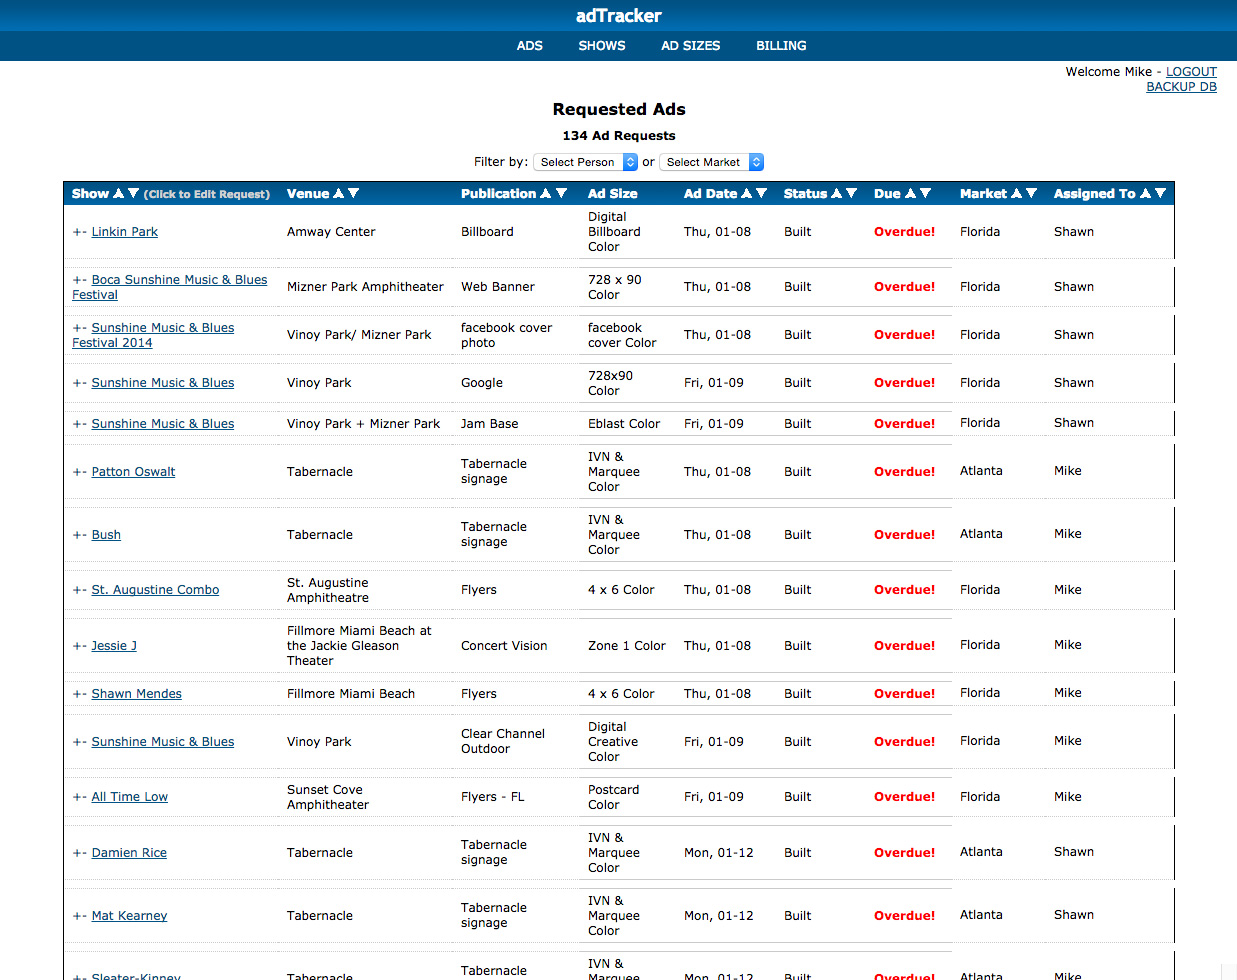 adTracker
ADS SHOWS AD SIZES BILLING
Welcome Mike - LOGOUT
BACKUP DB
Requested Ads
134 Ad Requests
Filter by: Select Person or Select Market
Show (Click to Edit Request) Venue Publication Ad Size Ad Date Status Due Market Assigned To
+- Linkin Park Amway Center Billboard Digital Billboard Color Thu, 01-08 Built Overdue! Florida Shawn
+- Boca Sunshine Music & Blues Festival Mizner Park Amphitheater Web Banner 728 x 90 Color Thu, 01-08 Built Overdue! Florida Shawn
+- Sunshine Music & Blues Festival 2014 Vinoy Park/ Mizner Park facebook cover photo facebook cover Color Thu, 01-08 Built Overdue! Florida Shawn
+- Sunshine Music & Blues Vinoy Park Google 728x90 Color Fri, 01-09 Built Overdue! Florida Shawn
+- Sunshine Music & Blues Vinoy Park + Mizner Park Jam Base Eblast Color Fri, 01-09 Built Overdue! Florida Shawn
+- Patton Oswalt Tabernacle Tabernacle signage IVN & Marquee Color Thu, 01-08 Built Overdue! Atlanta Mike
+- Bush Tabernacle Tabernacle signage IVN & Marquee Color Thu, 01-08 Built Overdue! Atlanta Mike
+- St. Augustine Combo St. Augustine Amphitheatre Flyers 4 x 6 Color Thu, 01-08 Built Overdue! Florida Mike
+- Jessie J Fillmore Miami Beach at the Jackie Gleason Theater Concert Vision Zone 1 Color Thu, 01-08 Built Overdue! Florida Mike
+- Shawn Mendes Fillmore Miami Beach Flyers 4 x 6 Color Thu, 01-08 Built Overdue! Florida Mike
+- Sunshine Music & Blues Vinoy Park Clear Channel Outdoor Digital Creative Color Fri, 01-09 Built Overdue! Florida Mike
+- All Time Low Sunset Cove Amphitheater Flyers - FL Postcard Color Fri, 01-09 Built Overdue! Florida Mike
+- Damien Rice Tabernacle Tabernacle signage IVN & Marquee Color Mon, 01-12 Built Overdue! Atlanta Shawn
+- Mat Kearney Tabernacle Tabernacle signage IVN & Marquee Color Mon, 01-12 Built Overdue! Atlanta Shawn
+- Sleater-Kinney Tabernacle Tabernacle IVN & Marquee Mon, 01-12 Built Overdue! Atlanta Mike